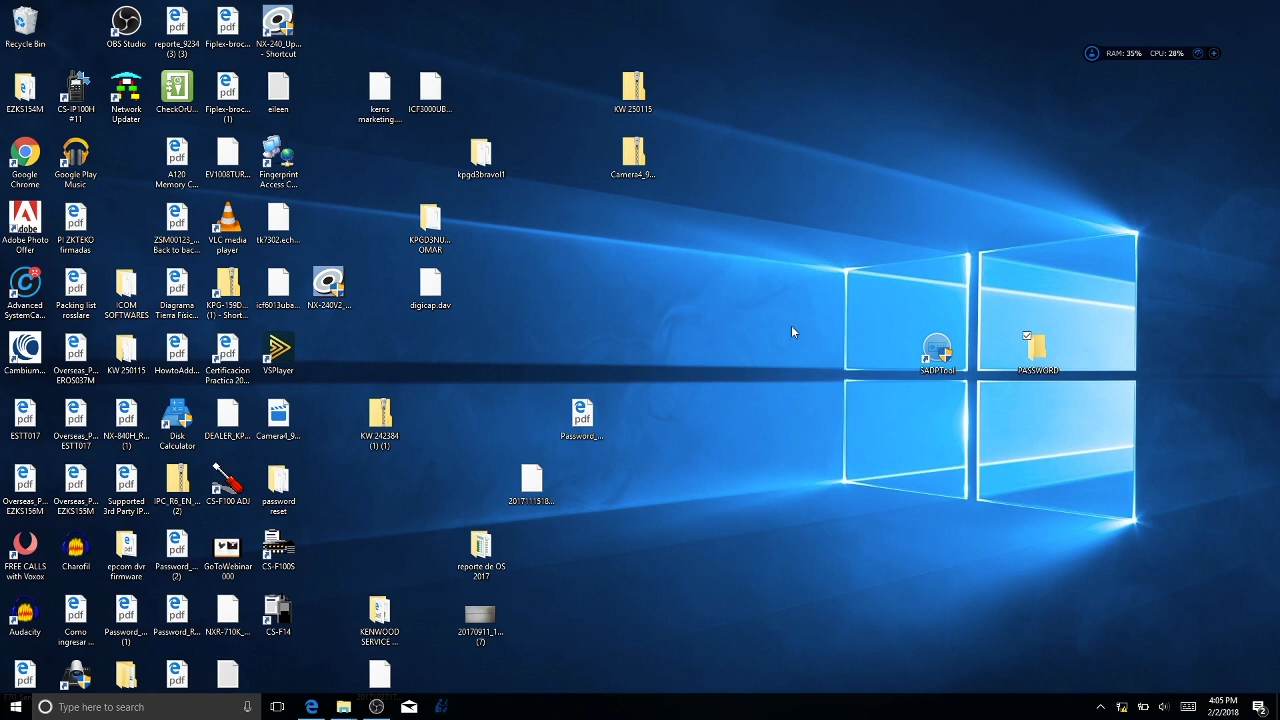 Recycle Bin
OBS Studio
reporte_9234
(3) (3)
Fiplex-broc...
NX-240_Up...
- Shortcut
RAM: 35%
CPU: 28%
EZKS154M
CS-IP100H
#11
Network
Updater
CheckOrU...
Fiplex-broc...
(1)
eileen
kerns
marketing....
ICF3000UB...
KW 250115
Google
Chrome
Google Play
Music
A120
Memory C...
EV1008TUR...
Fingerprint
Access C...
kpgd3bravol1
Camera4_9...
Adobe Photo
Offer
PI ZKTEKO
firmadas
ZSM00123_...
Back to bac...
VLC media
player
tk7302.ech...
KPGD3NU...
OMAR
Advanced
SystemCa...
Packing list
rosslare
ICOM
SOFTWARES
Diagrama
Tierra Fisic...
KPG-159D...
(1) - Short...
icf6013uba...
NX-240V2_...
digicap.dav
Cambium...
Overseas_P...
EROS037M
KW 250115
HowtoAdd...
Certificacion
Practica 20...
VSPlayer
SADPTool
PASSWORD
ESTT017
Overseas_P...
ESTT017
NX-840H_R...
(1)
Disk
Calculator
DEALER_KP...
Camera4_9...
KW 242384
(1) (1)
Password_...
Overseas_P...
EZKS156M
Overseas_P...
EZKS155M
Supported
3rd Party IP...
IPC_R6_EN_...
(2)
CS-F100 ADJ
password
reset
2017111518...
FREE CALLS
with Voxox
Charofil
epcom dvr
firmware
Password_...
(2)
GoToWebinar
000
CS-F100S
reporte de OS
2017
Audacity
Como
ingresar ...
Password_...
(1)
Password_R...
NXR-710K_...
CS-F14
KENWOOD
SERVICE ...
20170911_1...
(7)
Type here to search
4:05 PM
2/2/2018
2